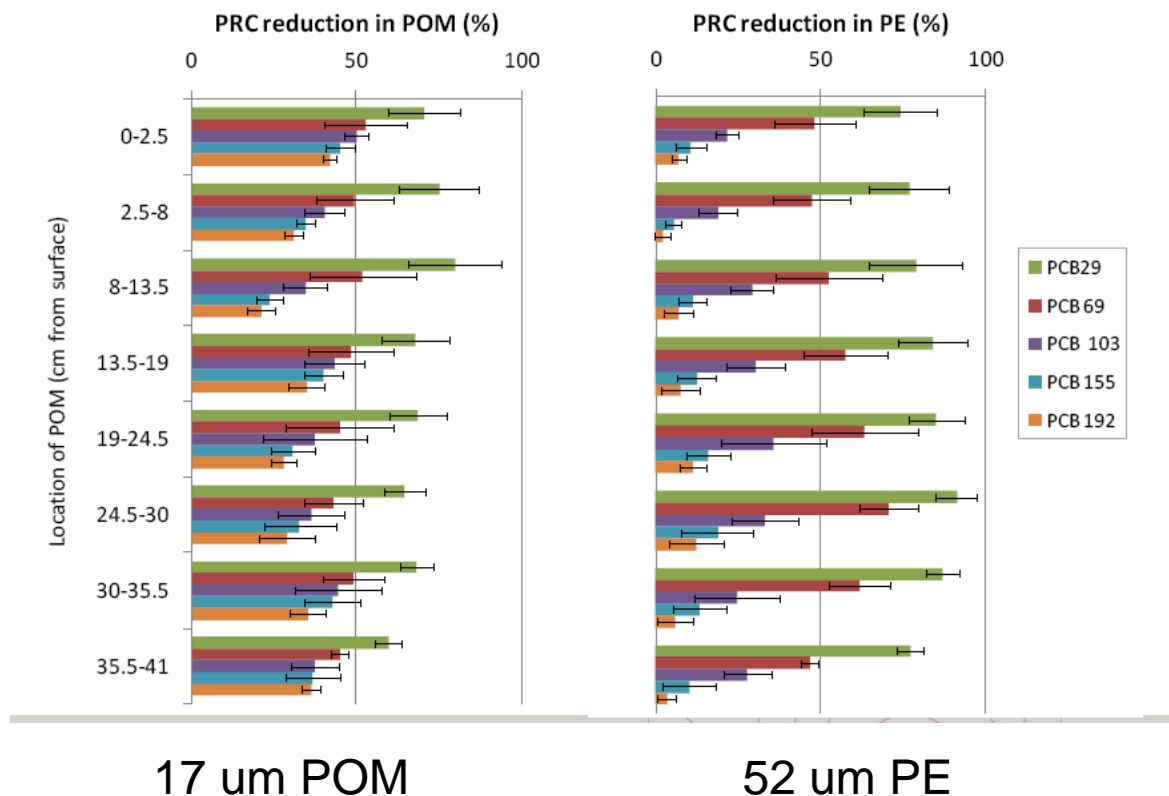 PRC reduction in POM (%)
0 50 100
Location of POM (cm from surface)
0-2.5
2.5-8
8-13.5
13.5-19
19-24.5
24.5-30
30-35.5
35.5-41
17 um POM
PRC reduction in PE (%)
0 50 100
PCB29
PCB 69
PCB 103
PCB 155
PCB 192
52 um PE